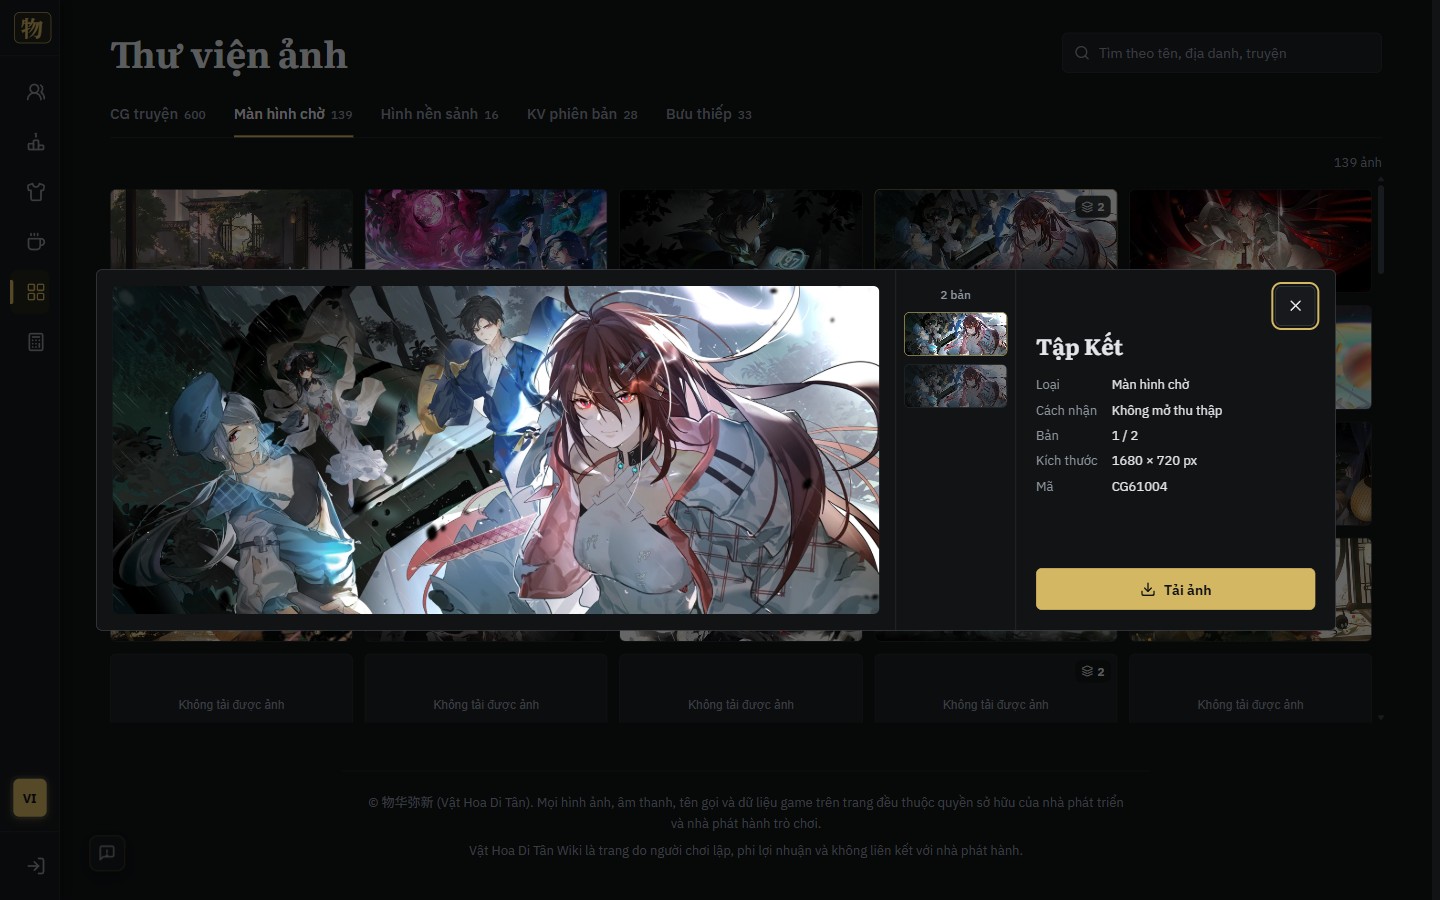 物
Thư viện ảnh
Tìm theo tên, địa danh, truyện
CG truyện 600
Màn hình chờ 139
Hình nền sảnh 16
KV phiên bản 28
Bưu thiếp 33
139 ảnh
2
2 bản
Tập Kết
Loại Màn hình chờ
Cách nhận Không mở thu thập
Bản 1 / 2
Kích thước 1680 × 720 px
Mã CG61004
Tải ảnh
2
Không tải được ảnh
Không tải được ảnh
Không tải được ảnh
Không tải được ảnh
Không tải được ảnh
VI
© 物华弥新 (Vật Hoa Di Tân). Mọi hình ảnh, âm thanh, tên gọi và dữ liệu game trên trang đều thuộc quyền sở hữu của nhà phát triển
và nhà phát hành trò chơi.
Vật Hoa Di Tân Wiki là trang do người chơi lập, phi lợi nhuận và không liên kết với nhà phát hành.